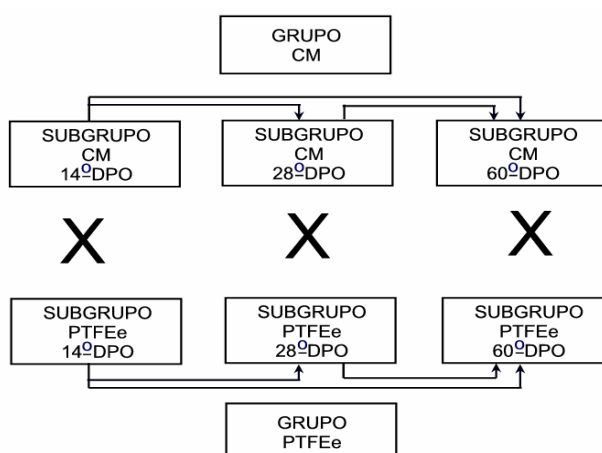 GRUPO
CM
SUBGRUPO
CM
14ºDPO
SUBGRUPO
CM
28ºDPO
SUBGRUPO
CM
60ºDPO
X
X
X
SUBGRUPO
PTFEe
14ºDPO
SUBGRUPO
PTFEe
28ºDPO
SUBGRUPO
PTFEe
60ºDPO
GRUPO
PTFEe